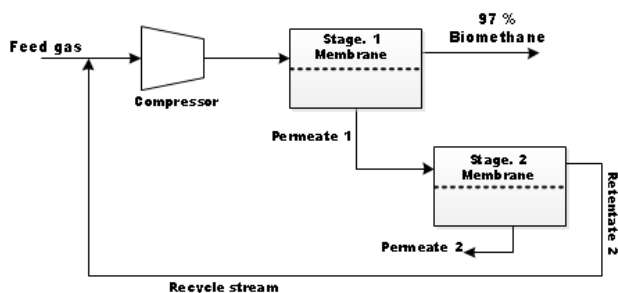 Feed gas
Compressor
Stage. 1
Membrane
97 %
Biomethane
Permeate 1
Stage. 2
Membrane
Retentate 2
Permeate 2
Recycle stream